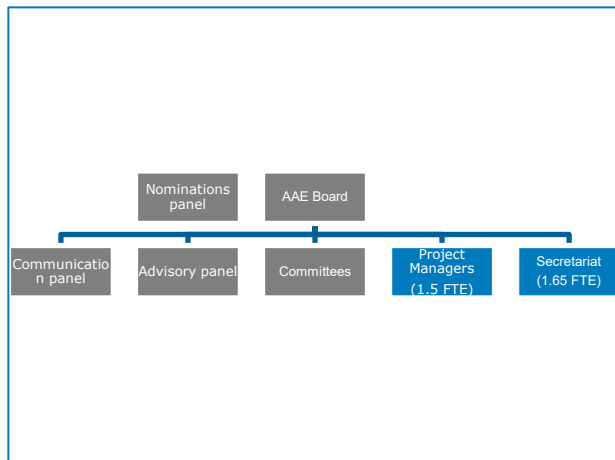 Nominations
panel
AAE Board
Communicatio
n panel
Advisory panel
Committees
Project
Managers
(1.5 FTE)
Secretariat
(1.65 FTE)